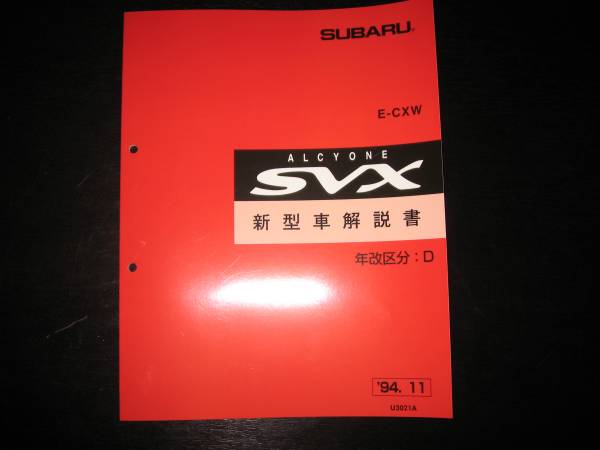 SUBARU
E-CXW
ALCYONE
SVX
新型車解説書
年改区分：D
'94. 11
U3021A